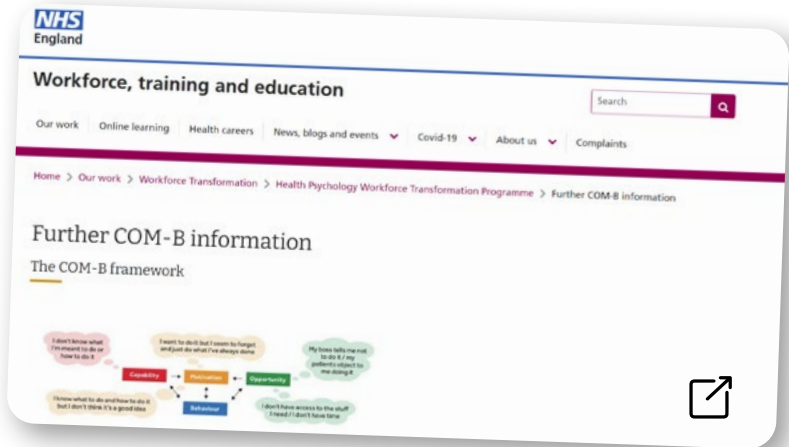 NHS
England
Workforce, training and education
Search
Our work Online learning Health careers News, blogs and events Covid-19 About us Complaints
Home > Our work > Workforce Transformation > Health Psychology Workforce Transformation Programme > Further COM-B information
Further COM-B information
The COM-B framework
I don't know what
I'm meant to do or
how to do it
I want to do it but I seem to forget
and just do what I've always done
My boss tells me not
to do it / my
patients object to
me doing it
Capability
Motivation
Opportunity
I know what to do and how to do it
but I don't think it's a good idea
Behaviour
I don't have access to the stuff
I need / I don't have time